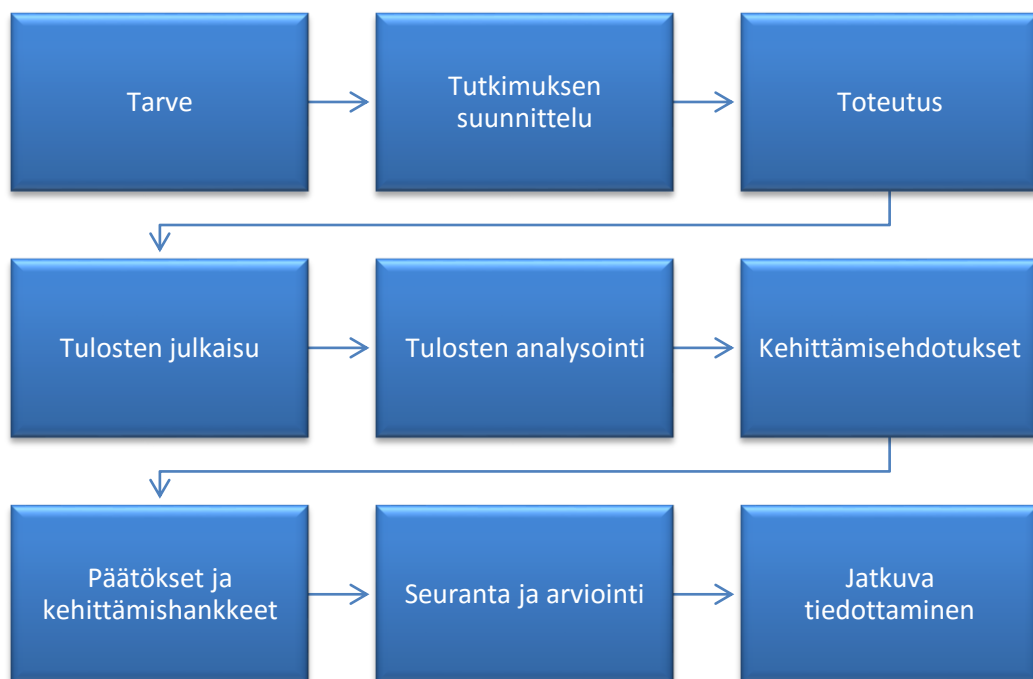 Tarve
Tutkimuksen
suunnittelu
Toteutus
Tulosten julkaisu
Tulosten analysointi
Kehittämisehdotukset
Päätökset ja
kehittämishankkeet
Seuranta ja arviointi
Jatkuva
tiedottaminen